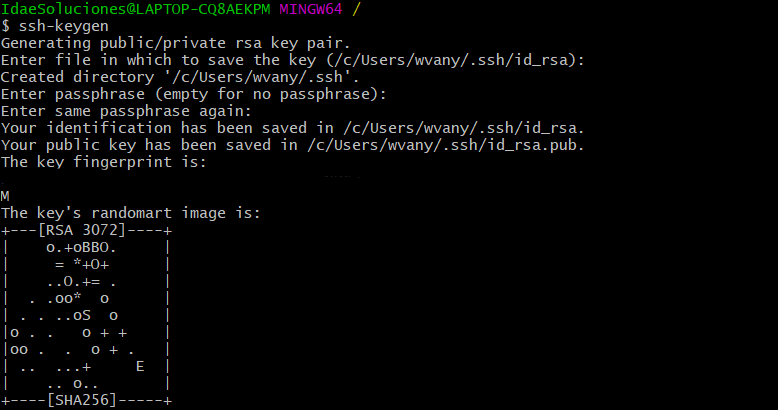 IdaeSoluciones@LAPTOP-CQ8AEKPM MINGW64 /
$ ssh-keygen
Generating public/private rsa key pair.
Enter file in which to save the key (/c/Users/wvany/.ssh/id_rsa):
Created directory '/c/Users/wvany/.ssh'.
Enter passphrase (empty for no passphrase):
Enter same passphrase again:
Your identification has been saved in /c/Users/wvany/.ssh/id_rsa.
Your public key has been saved in /c/Users/wvany/.ssh/id_rsa.pub.
The key fingerprint is:
M
The key's randomart image is:
+---[RSA 3072]----+
|    o.+oBBO.     |
|     = *+O+      |
|    ..O.+= .     |
|  . .oo*  o      |
| . . ..oS  o     |
|o . .   o + +    |
|oo .  .  o + .   |
| ..  ...+     E  |
|    .. o..       |
+----[SHA256]-----+